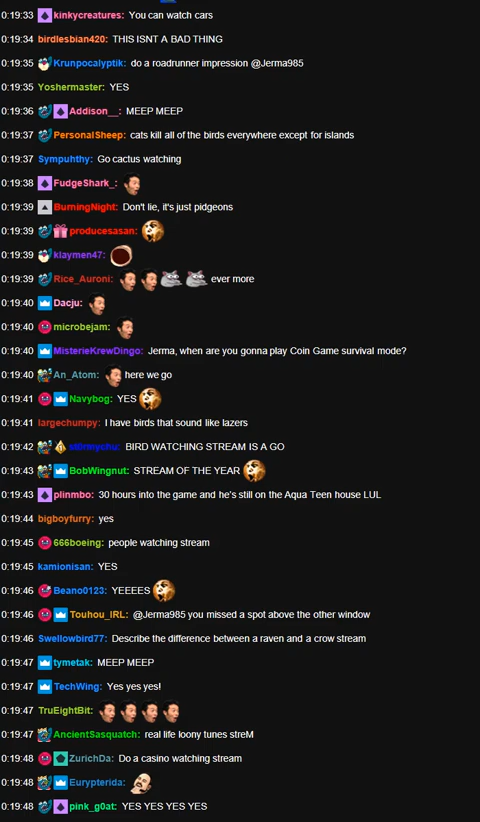 0:19:33 kinkycreatures: You can watch cars
0:19:34 birdlesbian420: THIS ISNT A BAD THING
0:19:35 Krunpocalyptik: do a roadrunner impression @Jerma985
0:19:35 Yoshermaster: YES
0:19:36 Addison__: MEEP MEEP
0:19:37 PersonalSheep: cats kill all of the birds everywhere except for islands
0:19:37 Sympuhthy: Go cactus watching
0:19:38 FudgeShark_:
0:19:39 BurningNight: Don't lie, it's just pidgeons
0:19:39 producesasan:
0:19:39 klaymen47:
0:19:39 Rice_Auroni: ever more
0:19:40 Dacju:
0:19:40 microbejam:
0:19:40 MisterieKrewDingo: Jerma, when are you gonna play Coin Game survival mode?
0:19:40 An_Atom: here we go
0:19:41 Navybog: YES
0:19:41 largechumpy: I have birds that sound like lazers
0:19:42 st0rmychu: BIRD WATCHING STREAM IS A GO
0:19:43 BobWingnut: STREAM OF THE YEAR
0:19:43 plinmbo: 30 hours into the game and he's still on the Aqua Teen house LUL
0:19:44 bigboyfurry: yes
0:19:45 666boeing: people watching stream
0:19:45 kamionisan: YES
0:19:46 Beano0123: YEEEES
0:19:46 Touhou_IRL: @Jerma985 you missed a spot above the other window
0:19:46 Swellowbird77: Describe the difference between a raven and a crow stream
0:19:47 tymetak: MEEP MEEP
0:19:47 TechWing: Yes yes yes!
0:19:47 TruEightBit:
0:19:47 AncientSasquatch: real life loony tunes streM
0:19:48 ZurichDa: Do a casino watching stream
0:19:48 Eurypterida:
0:19:48 pink_g0at: YES YES YES YES